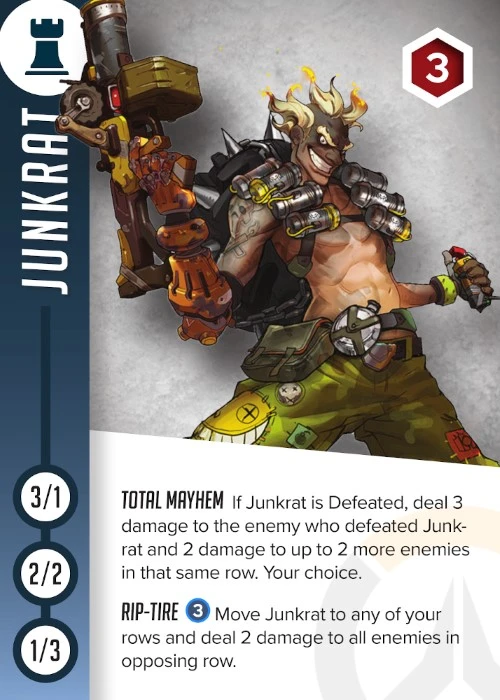 3
JUNKRAT
3/1
2/2
1/3
TOTAL MAYHEM If Junkrat is Defeated, deal 3
damage to the enemy who defeated Junk-
rat and 2 damage to up to 2 more enemies
in that same row. Your choice.
RIP-TIRE 3 Move Junkrat to any of your
rows and deal 2 damage to all enemies in
opposing row.